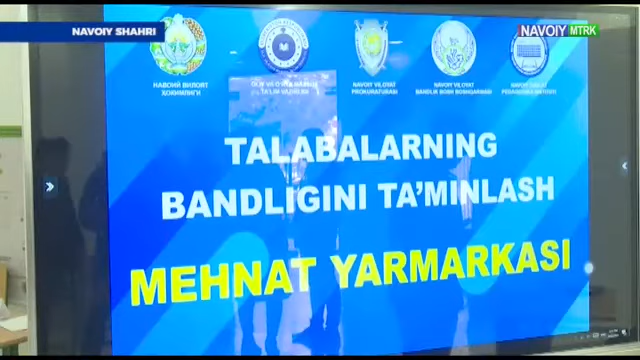 NAVOIY SHAHRI
NAVOIY MTRK
НАВОИЙ ВИЛОЯТ
ҲОКИМЛИГИ
NAVOIY VILOYAT
PROKURATURASI
NAVOIY VILOYAT
BANDLIK BOSH BOSHQARMASI
TALABALARNING
BANDLIGINI TA'MINLASH
MEHNAT YARMARKASI